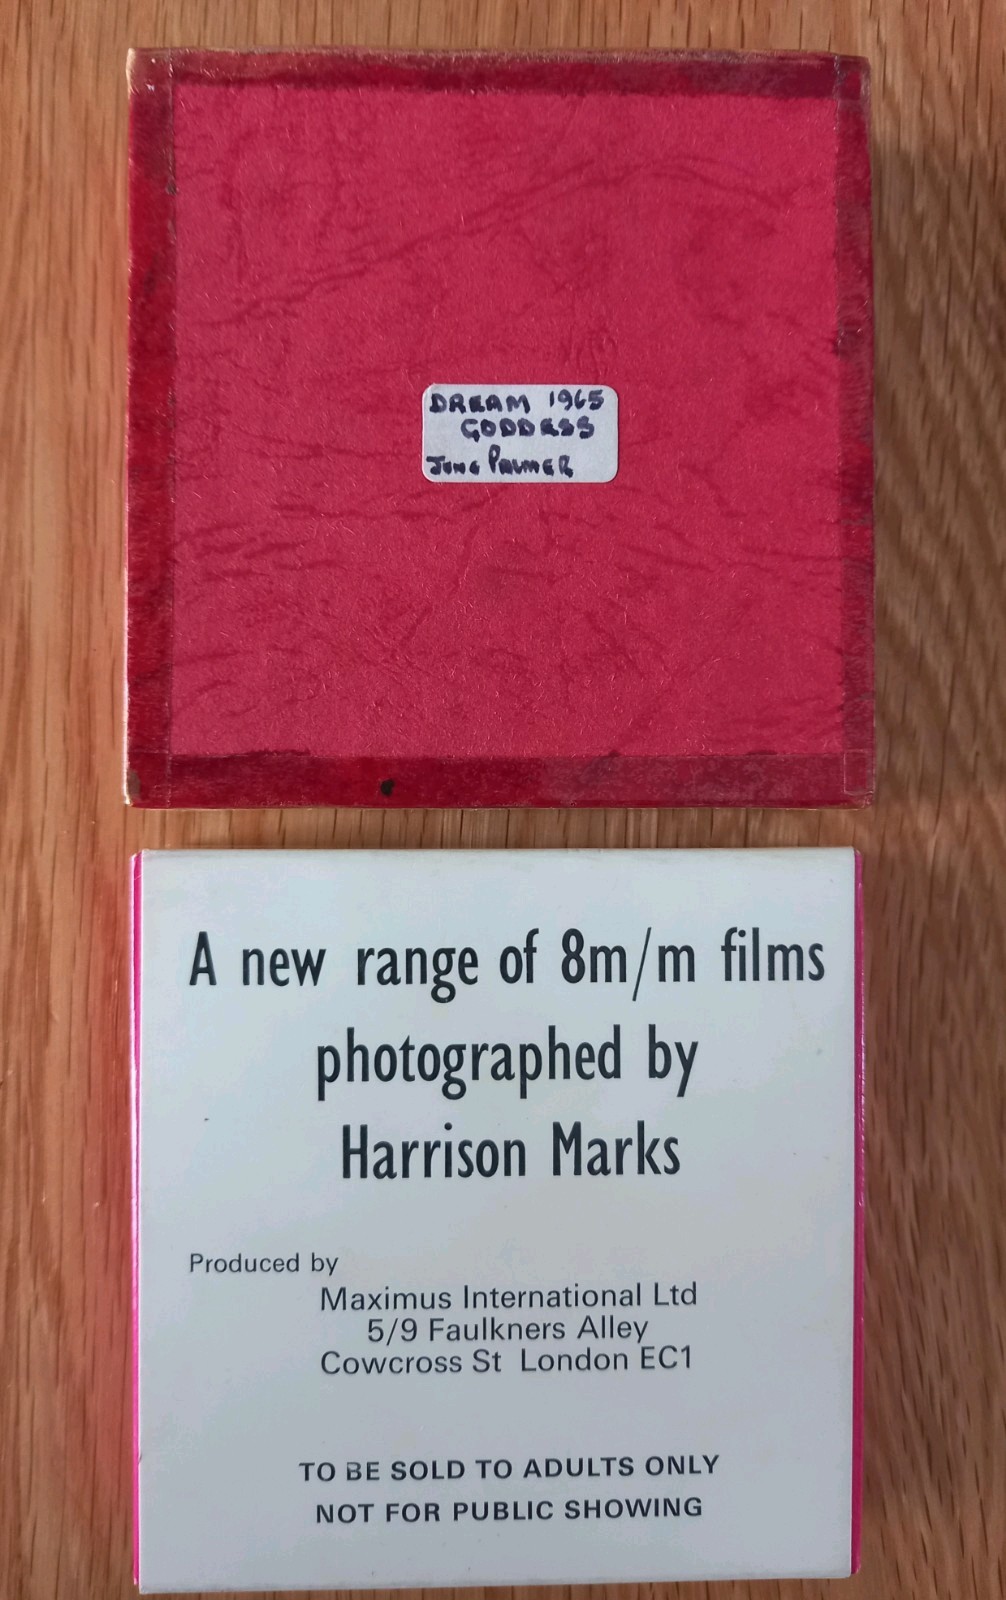 DREAM 1965
GODDESS
JUNE PALMER
A new range of 8m/m films
photographed by
Harrison Marks
Produced by
Maximus International Ltd
5/9 Faulkners Alley
Cowcross St London EC1
TO BE SOLD TO ADULTS ONLY
NOT FOR PUBLIC SHOWING